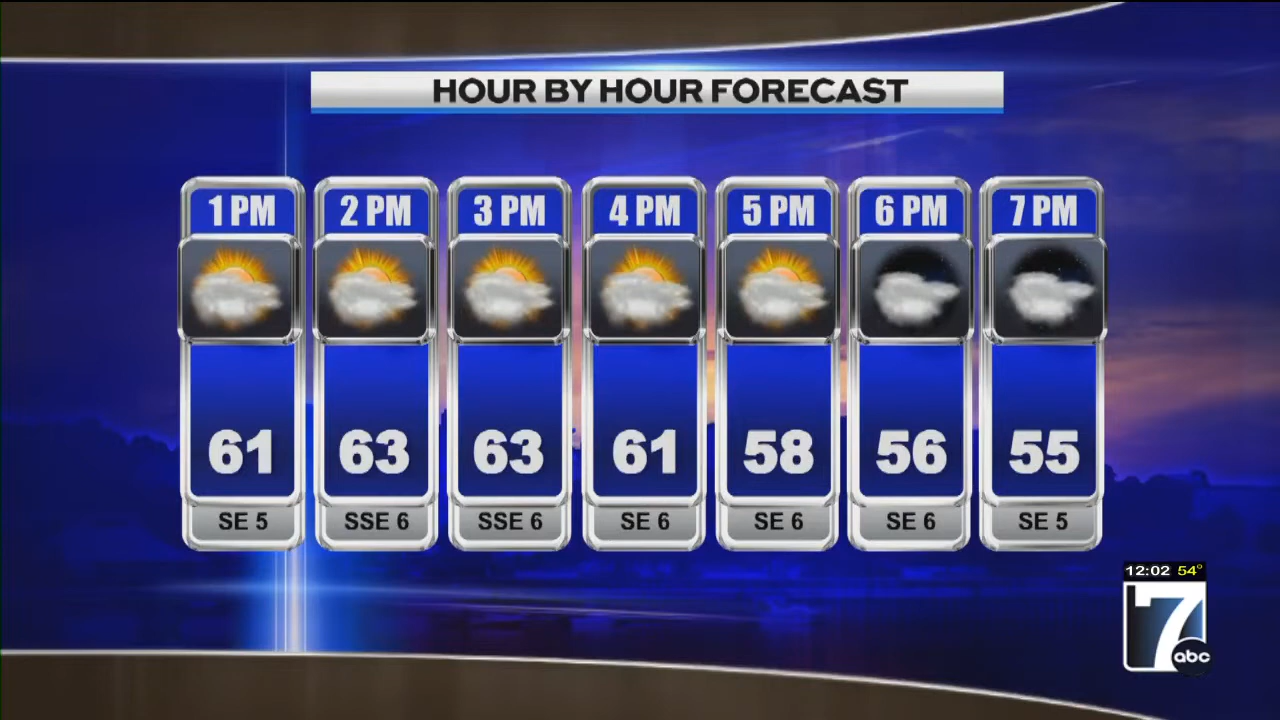 HOUR BY HOUR FORECAST
1 PM 2 PM 3 PM 4 PM 5 PM 6 PM 7 PM
61 63 63 61 58 56 55
SE 5 SSE 6 SSE 6 SE 6 SE 6 SE 6 SE 5
12:02 54°
7
abc